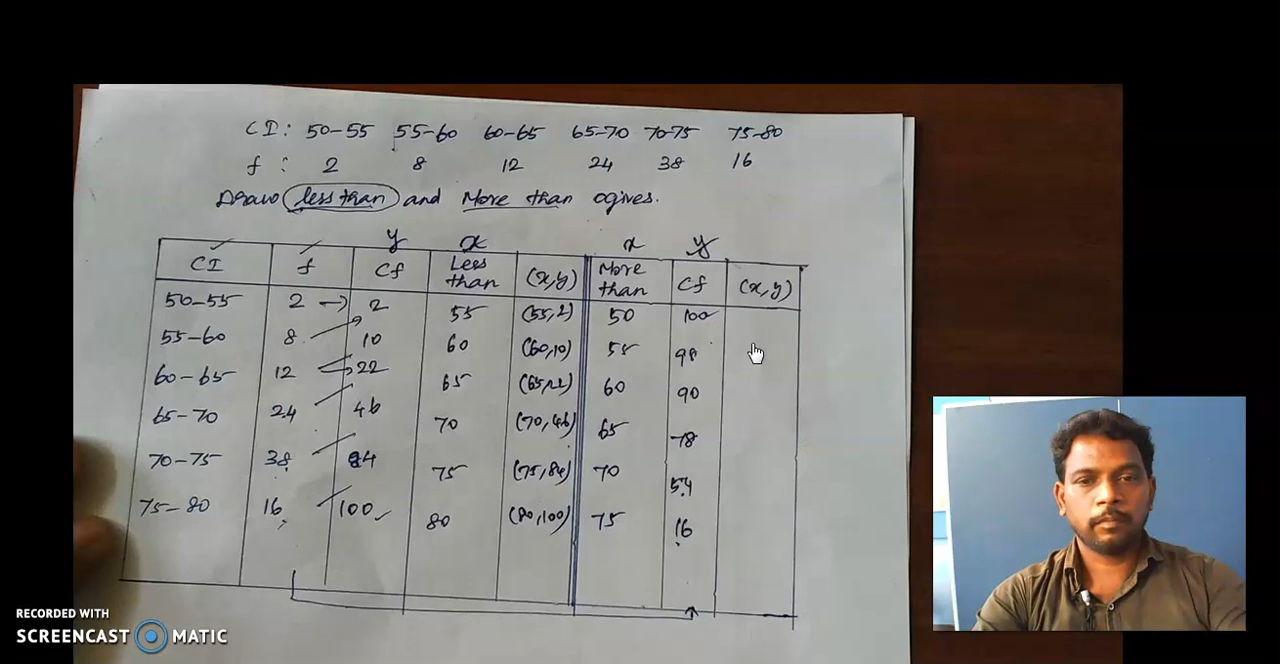 CI: 50-55 55-60 60-65 65-70 70-75 75-80
f : 2 8 12 24 38 16
Draw less than and More than ogives.
y x x y
CI f Cf Less than (x,y) More than Cf (x,y)
50-55 2 2 55 (55,2) 50 100
55-60 8 10 60 (60,10) 55 98
60-65 12 22 65 (65,22) 60 90
65-70 24 46 70 (70,46) 65 78
70-75 38 84 75 (75,84) 70 54
75-80 16 100 80 (80,100) 75 16
RECORDED WITH
SCREENCAST MATIC